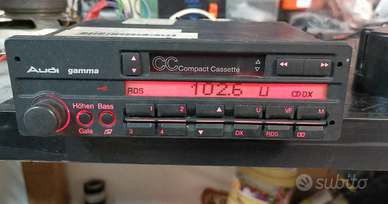 Audi gamma
CC Compact Cassette
RDS 102.6 U DX
Höhen Bass
Gala
1 2 U VF M
3 4 DX RDS
subito.it